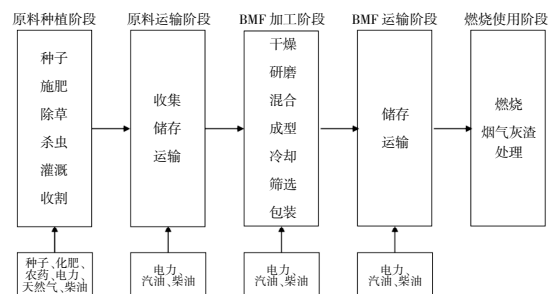 原料种植阶段
原料运输阶段
BMF 加工阶段
BMF 运输阶段
燃烧使用阶段
种子
施肥
除草
杀虫
灌溉
收割
收集
储存
运输
干燥
研磨
混合
成型
冷却
筛选
包装
储存
运输
燃烧
烟气灰渣
处理
种子、化肥、
农药、电力、
天然气、柴油
电力、
汽油、柴油
电力、
汽油、柴油
电力、
汽油、柴油